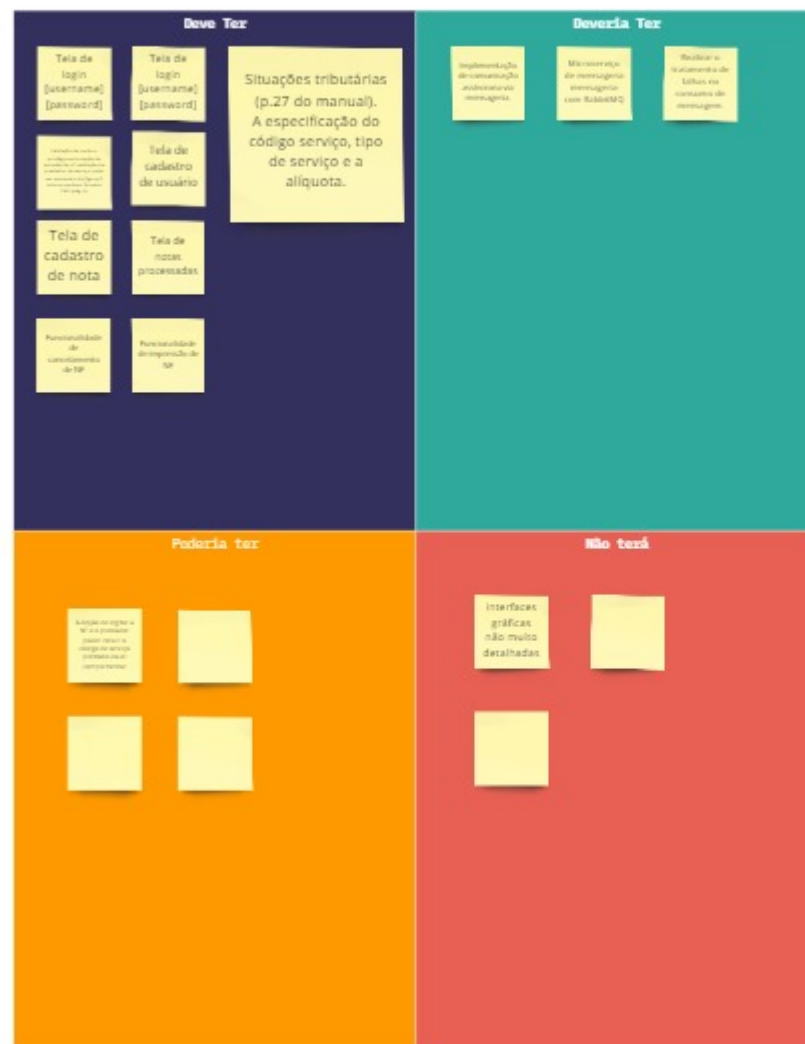 Deve Ter
Tela de
login
[username]
[password]
Tela de
login
[username]
[password]
Situações tributárias
(p.27 do manual).
A especificação do
código serviço, tipo
de serviço e a
alíquota.
Tela de
cadastro
de usuário
Tela de
cadastro
de nota
Tela de
notas
processadas
Funcionalidade
de
cancelamento
de NF
Funcionalidade
de impressão de
NF
Deveria Ter
Implementação
de comunicação
assíncrona via
mensageria.
Microserviço
de mensageria
mensageria
com RabbitMQ
Realizar o
tratamento de
falhas no
consumo de
mensagem.
Poderia ter
Não terá
Interfaces
gráficas
não muito
detalhadas